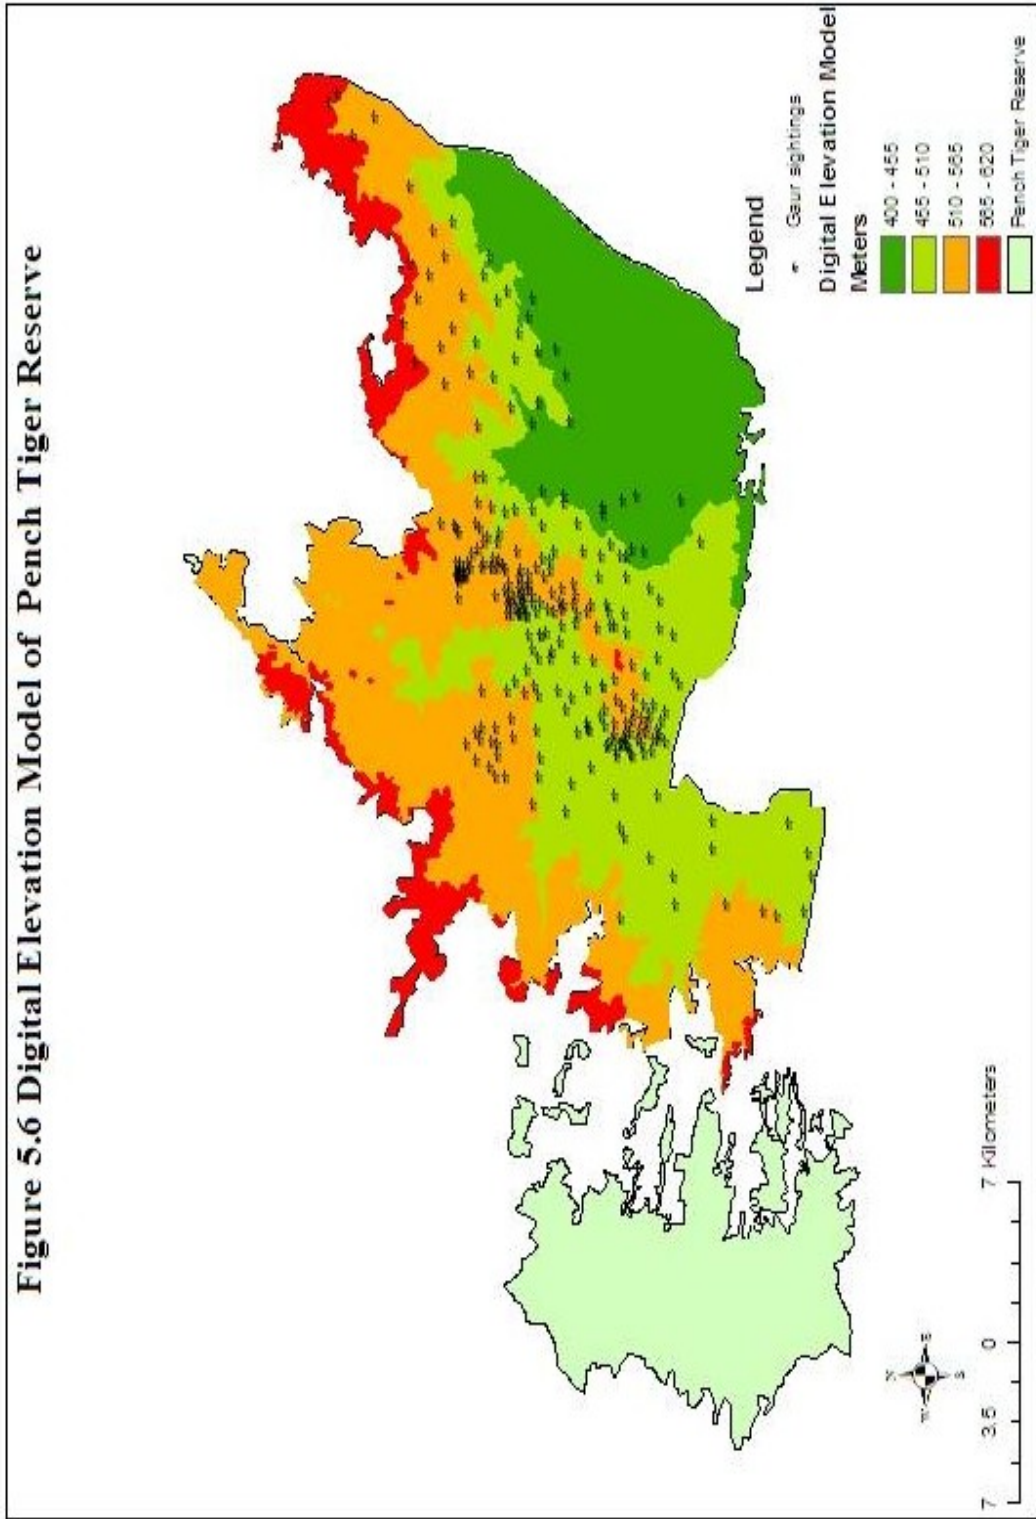 Figure 5.6 Digital Elevation Model of Pench Tiger Reserve
Legend
Gaur sightings
Digital Elevation Model
Meters
400 - 455
455 - 510
510 - 565
565 - 620
Pench Tiger Reserve
N
W
E
S
7
3.5
0
7 Kilometers